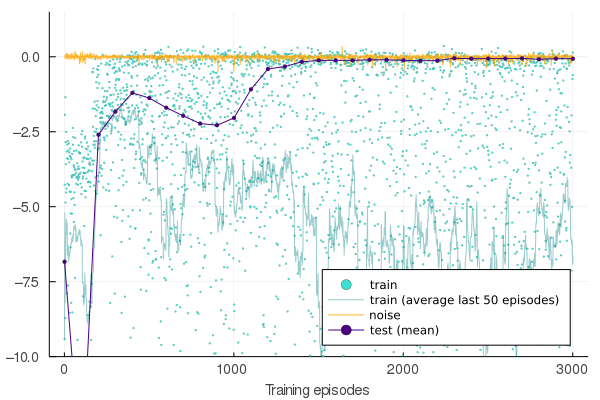 0.0
−2.5
−5.0
−7.5
−10.0
train
train (average last 50 episodes)
noise
test (mean)
0 1000 2000 3000
Training episodes